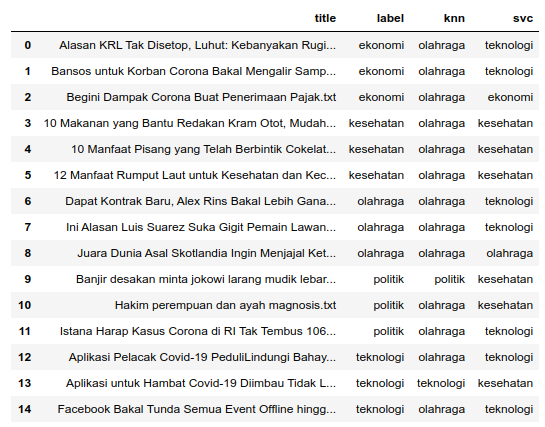 title label knn svc
0 Alasan KRL Tak Disetop, Luhut: Kebanyakan Rugi... ekonomi olahraga teknologi
1 Bansos untuk Korban Corona Bakal Mengalir Samp... ekonomi olahraga teknologi
2 Begini Dampak Corona Buat Penerimaan Pajak.txt ekonomi olahraga ekonomi
3 10 Makanan yang Bantu Redakan Kram Otot, Mudah... kesehatan olahraga kesehatan
4 10 Manfaat Pisang yang Telah Berbintik Cokelat... kesehatan olahraga kesehatan
5 12 Manfaat Rumput Laut untuk Kesehatan dan Kec... kesehatan olahraga kesehatan
6 Dapat Kontrak Baru, Alex Rins Bakal Lebih Gana... olahraga olahraga teknologi
7 Ini Alasan Luis Suarez Suka Gigit Pemain Lawan... olahraga olahraga teknologi
8 Juara Dunia Asal Skotlandia Ingin Menjajal Ket... olahraga olahraga olahraga
9 Banjir desakan minta jokowi larang mudik lebar... politik politik kesehatan
10 Hakim perempuan dan ayah magnosis.txt politik olahraga kesehatan
11 Istana Harap Kasus Corona di RI Tak Tembus 106... politik olahraga teknologi
12 Aplikasi Pelacak Covid-19 PeduliLindungi Bahay... teknologi olahraga teknologi
13 Aplikasi untuk Hambat Covid-19 Diimbau Tidak L... teknologi teknologi kesehatan
14 Facebook Bakal Tunda Semua Event Offline hingg... teknologi olahraga teknologi